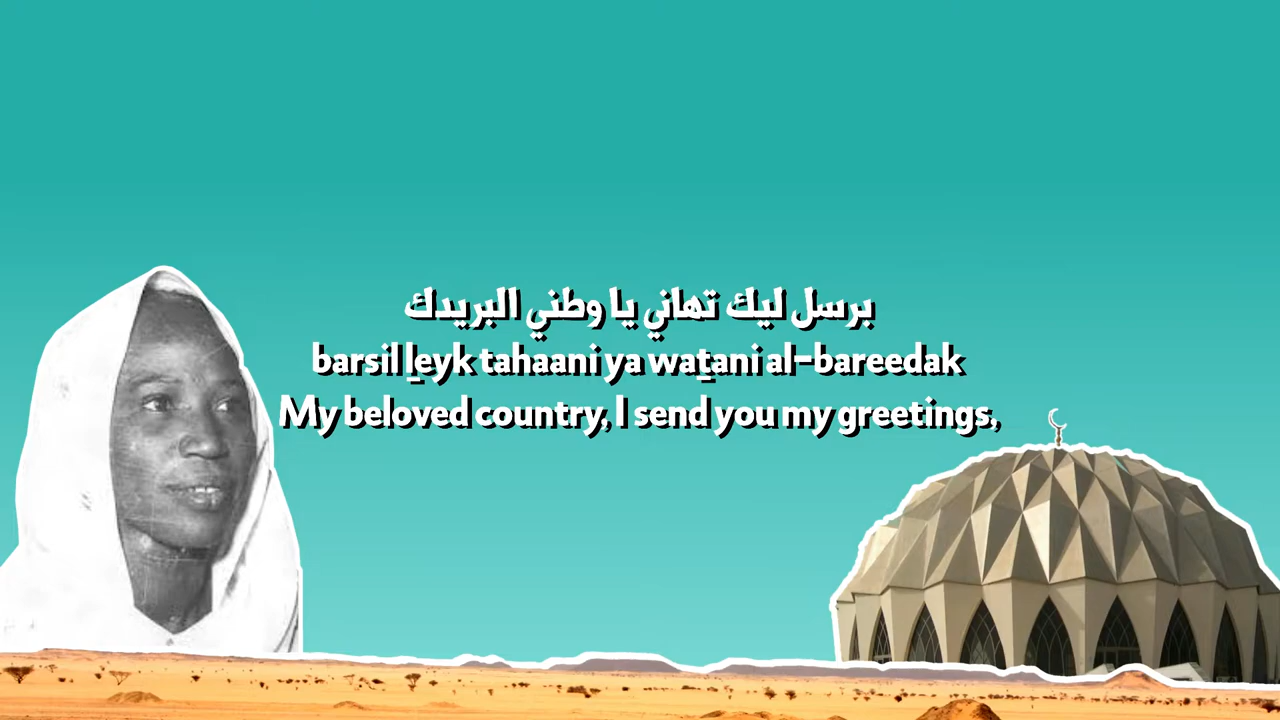 برسل ليك تهاني يا وطني البريدك
barsil l̠eyk tahaani ya wat̠ani al-bareedak
My beloved country, I send you my greetings,